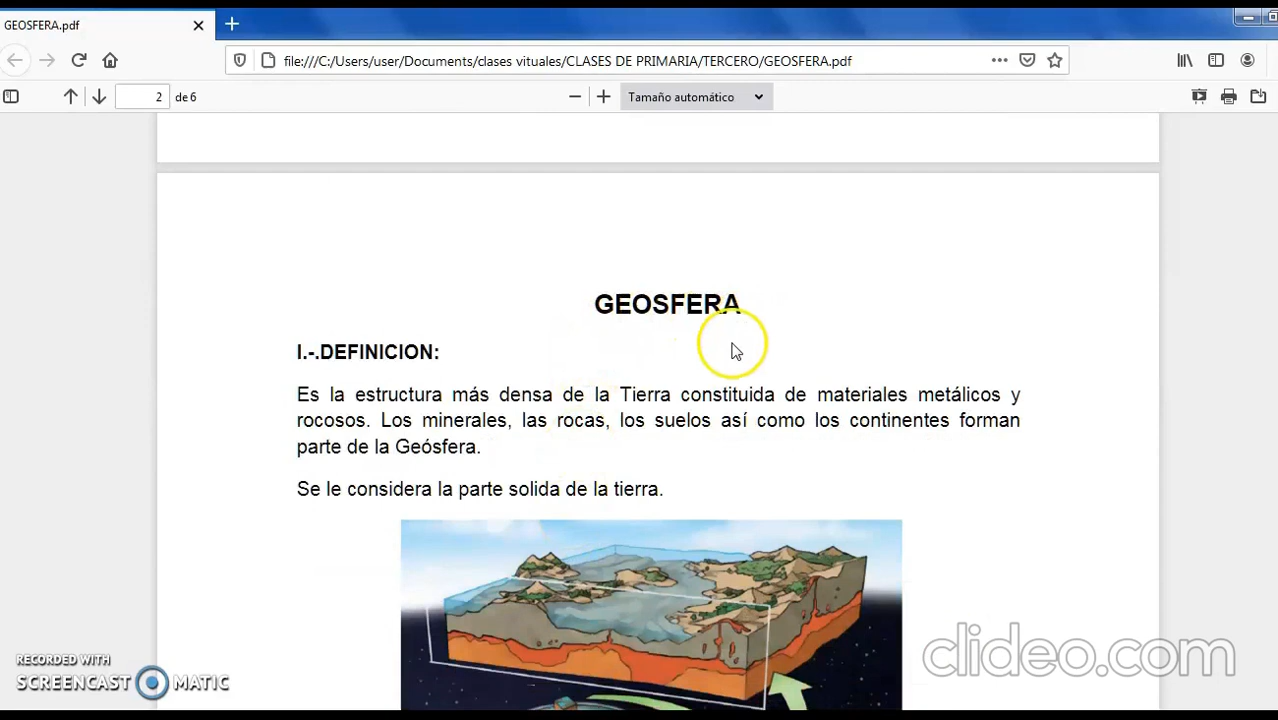 GEOSFERA.pdf
file:///C:/Users/user/Documents/clases vituales/CLASES DE PRIMARIA/TERCERO/GEOSFERA.pdf
2 de 6
Tamaño automático
GEOSFERA
I.-.DEFINICION:
Es la estructura más densa de la Tierra constituida de materiales metálicos y
rocosos. Los minerales, las rocas, los suelos así como los continentes forman
parte de la Geósfera.
Se le considera la parte solida de la tierra.
clideo.com
RECORDED WITH
SCREENCAST MATIC